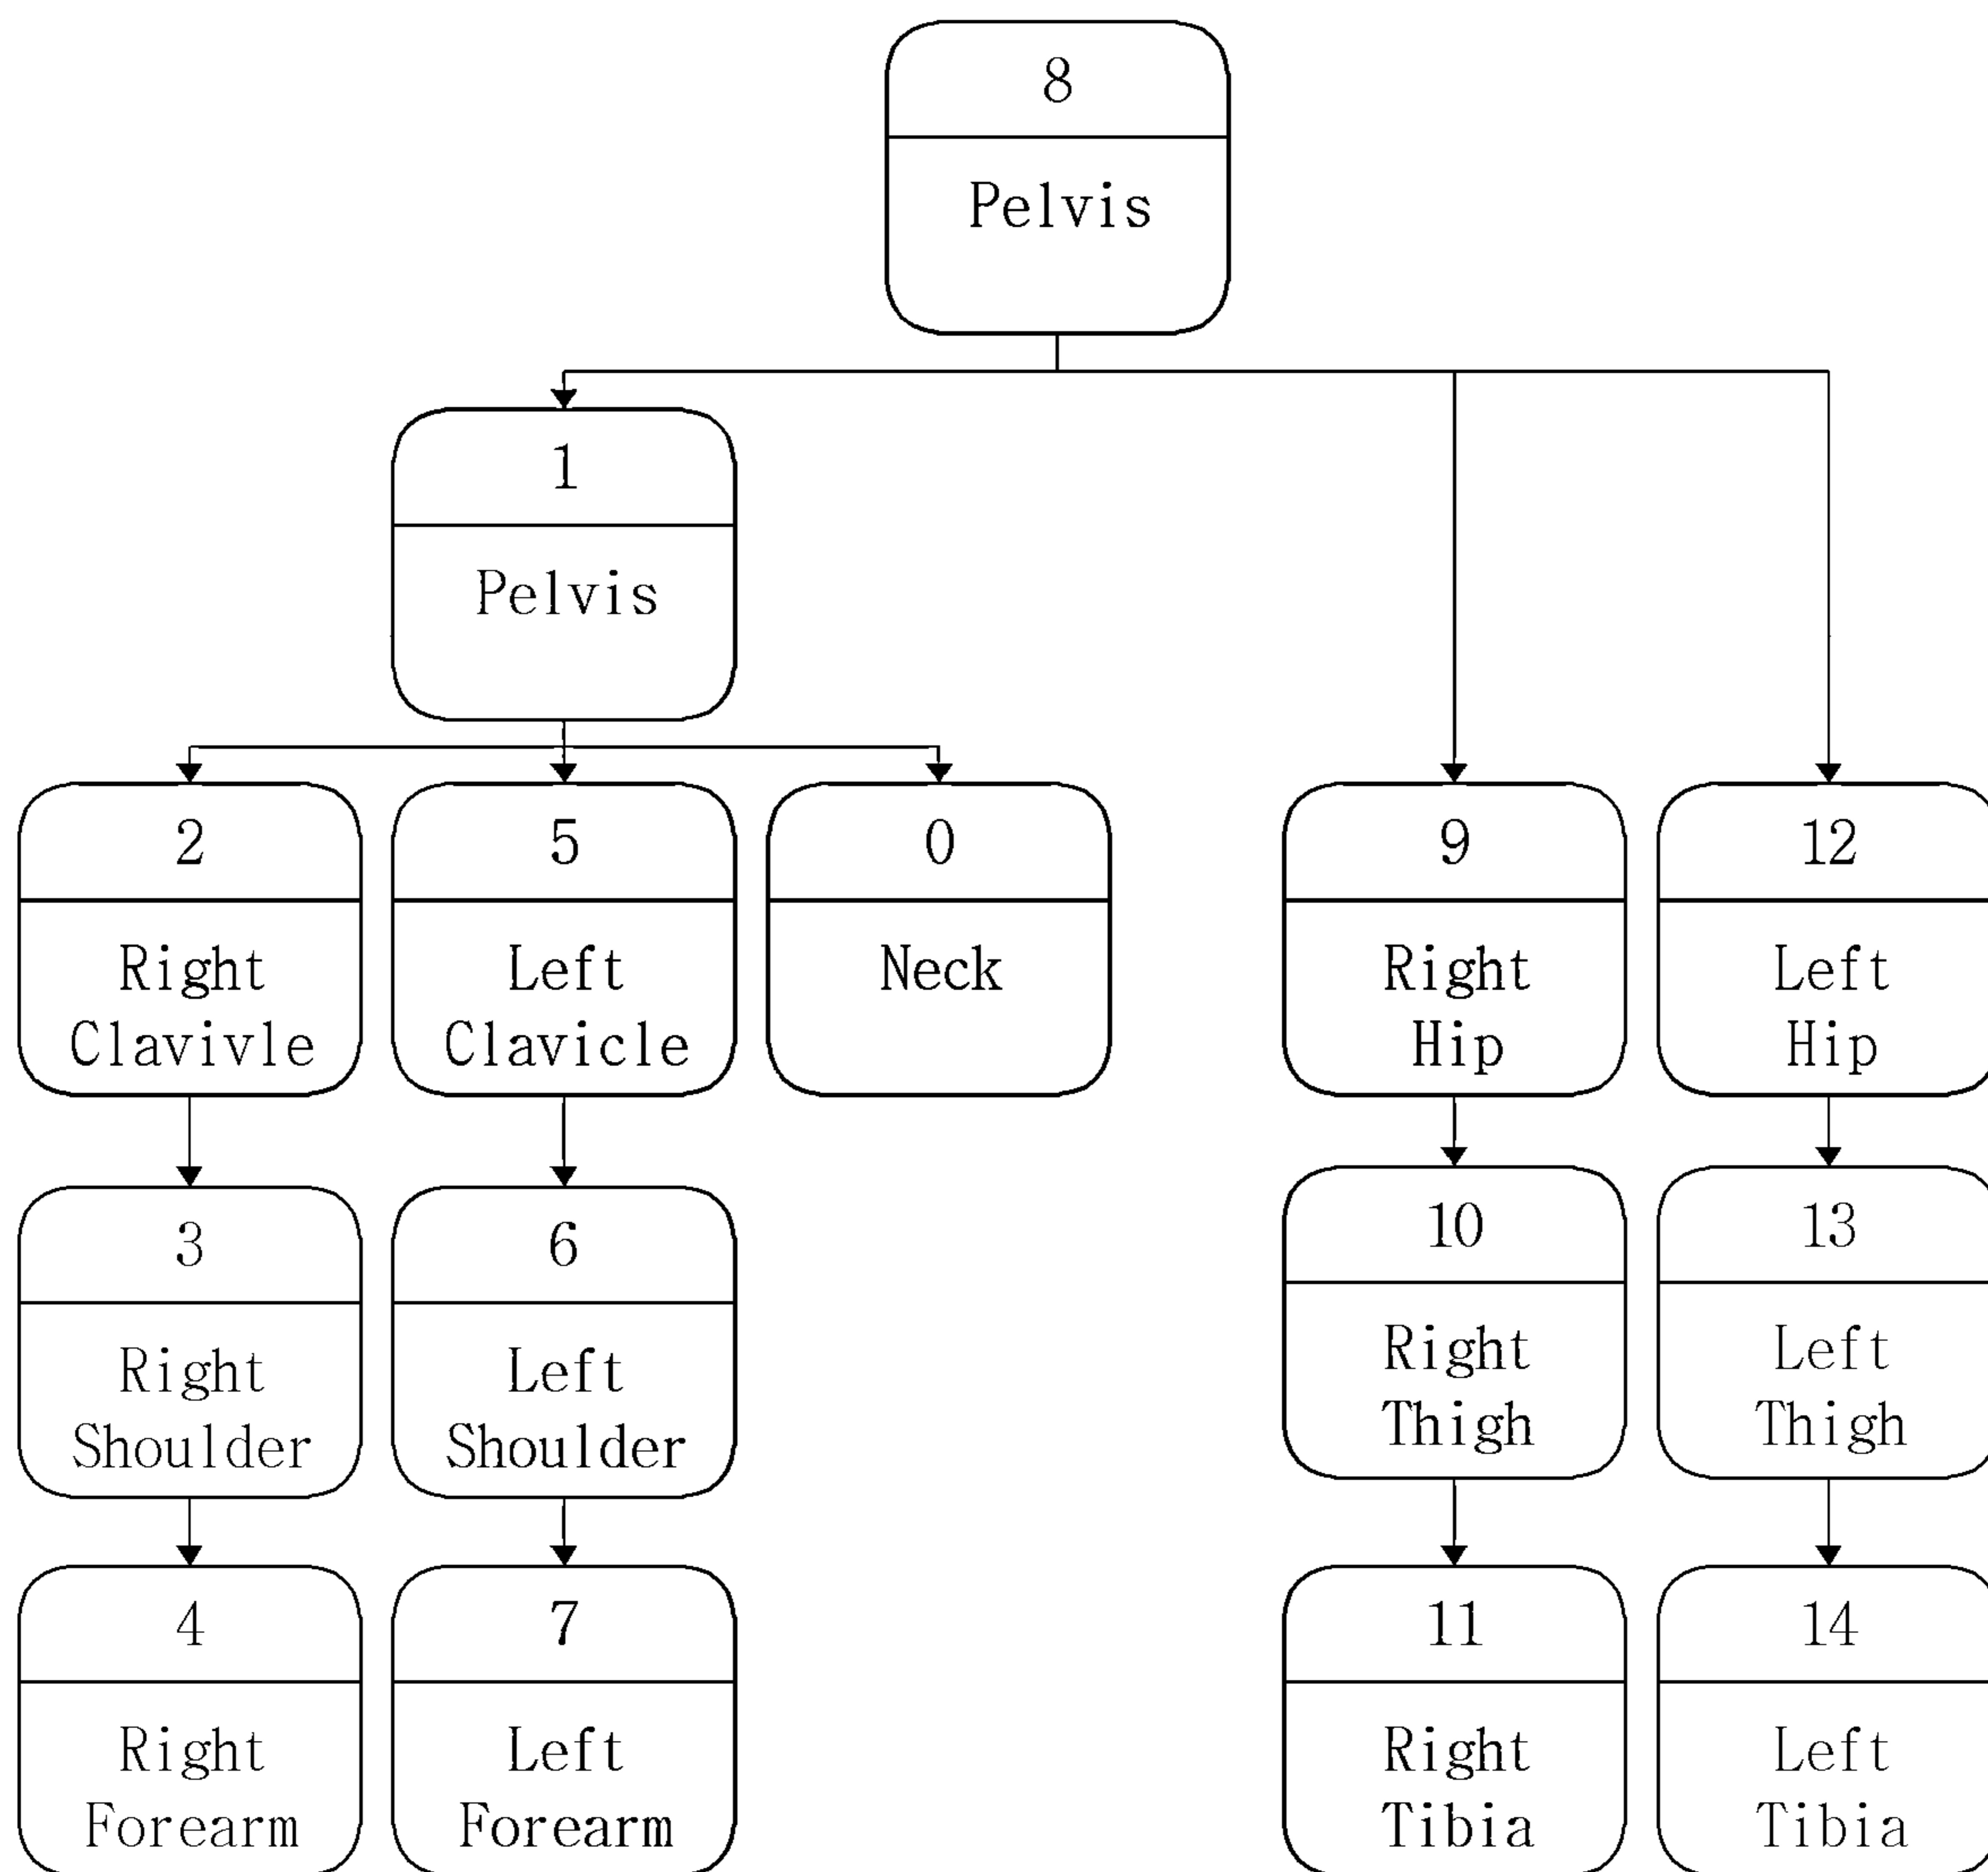 8
Pelvis
1
Pelvis
2
Right
Clavivle
5
Left
Clavicle
0
Neck
9
Right
Hip
12
Left
Hip
3
Right
Shoulder
6
Left
Shoulder
10
Right
Thigh
13
Left
Thigh
4
Right
Forearm
7
Left
Forearm
11
Right
Tibia
14
Left
Tibia